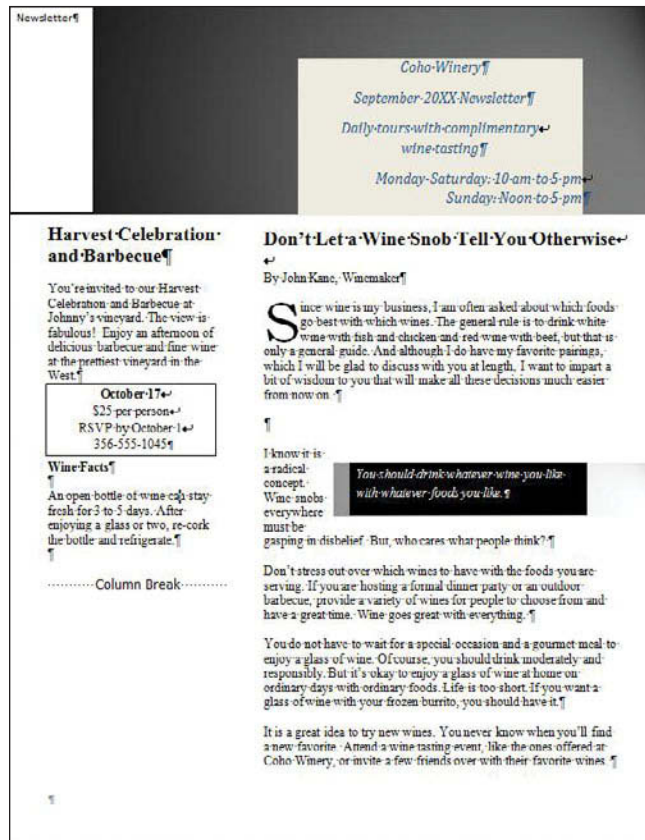 Newsletter¶
Coho·Winery¶
September·20XX·Newsletter¶
Daily·tours·with·complimentary↵
wine·tasting¶
Monday-Saturday:·10·am·to·5·pm↵
Sunday:·Noon·to·5·pm¶
Harvest·Celebration·
and·Barbecue¶
You're·invited·to·our·Harvest·
Celebration·and·Barbecue·at·
Johnny's·vineyard.·The·view·is·
fabulous!··Enjoy·an·afternoon·of·
delicious·barbecue·and·fine·wine·
at·the·prettiest·vineyard·in·the·
West.¶
October·17↵
$25·per·person↵
RSVP·by·October·1↵
356-555-1045¶
Wine·Facts¶
¶
An·open·bottle·of·wine·can·stay·
fresh·for·3·to·5·days.··After·
enjoying·a·glass·or·two,·re-cork·
the·bottle·and·refrigerate.¶
¶
Column Break
Don't·Let·a·Wine·Snob·Tell·You·Otherwise↵
↵
By·John·Kane,·Winemaker¶
Since·wine·is·my·business,·I·am·often·asked·about·which·foods·
go·best·with·which·wines.·The·general·rule·is·to·drink·white·
wine·with·fish·and·chicken·and·red·wine·with·beef,·but·that·is·
only·a·general·guide.·And·although·I·do·have·my·favorite·pairings,·
which·I·will·be·glad·to·discuss·with·you·at·length,·I·want·to·impart·a·
bit·of·wisdom·to·you·that·will·make·all·these·decisions·much·easier·
from·now·on.··¶
¶
I·know·it·is·
a·radical·
concept.·
Wine·snobs·
everywhere·
must·be·
gasping·in·disbelief.··But,·who·cares·what·people·think?·¶
You·should·drink·whatever·wine·you·like·
with·whatever·foods·you·like.¶
Don't·stress·out·over·which·wines·to·have·with·the·foods·you·are·
serving.··If·you·are·hosting·a·formal·dinner·party·or·an·outdoor·
barbecue,·provide·a·variety·of·wines·for·people·to·choose·from·and·
have·a·great·time.··Wine·goes·great·with·everything.·¶
You·do·not·have·to·wait·for·a·special·occasion·and·a·gourmet·meal·to·
enjoy·a·glass·of·wine.·Of·course,·you·should·drink·moderately·and·
responsibly.·But·it's·okay·to·enjoy·a·glass·of·wine·at·home·on·
ordinary·days·with·ordinary·foods.·Life·is·too·short.·If·you·want·a·
glass·of·wine·with·your·frozen·burrito,·you·should·have·it.¶
It·is·a·great·idea·to·try·new·wines.·You·never·know·when·you'll·find·
a·new·favorite.··Attend·a·wine·tasting·event,·like·the·ones·offered·at·
Coho·Winery,·or·invite·a·few·friends·over·with·their·favorite·wines.·¶
¶